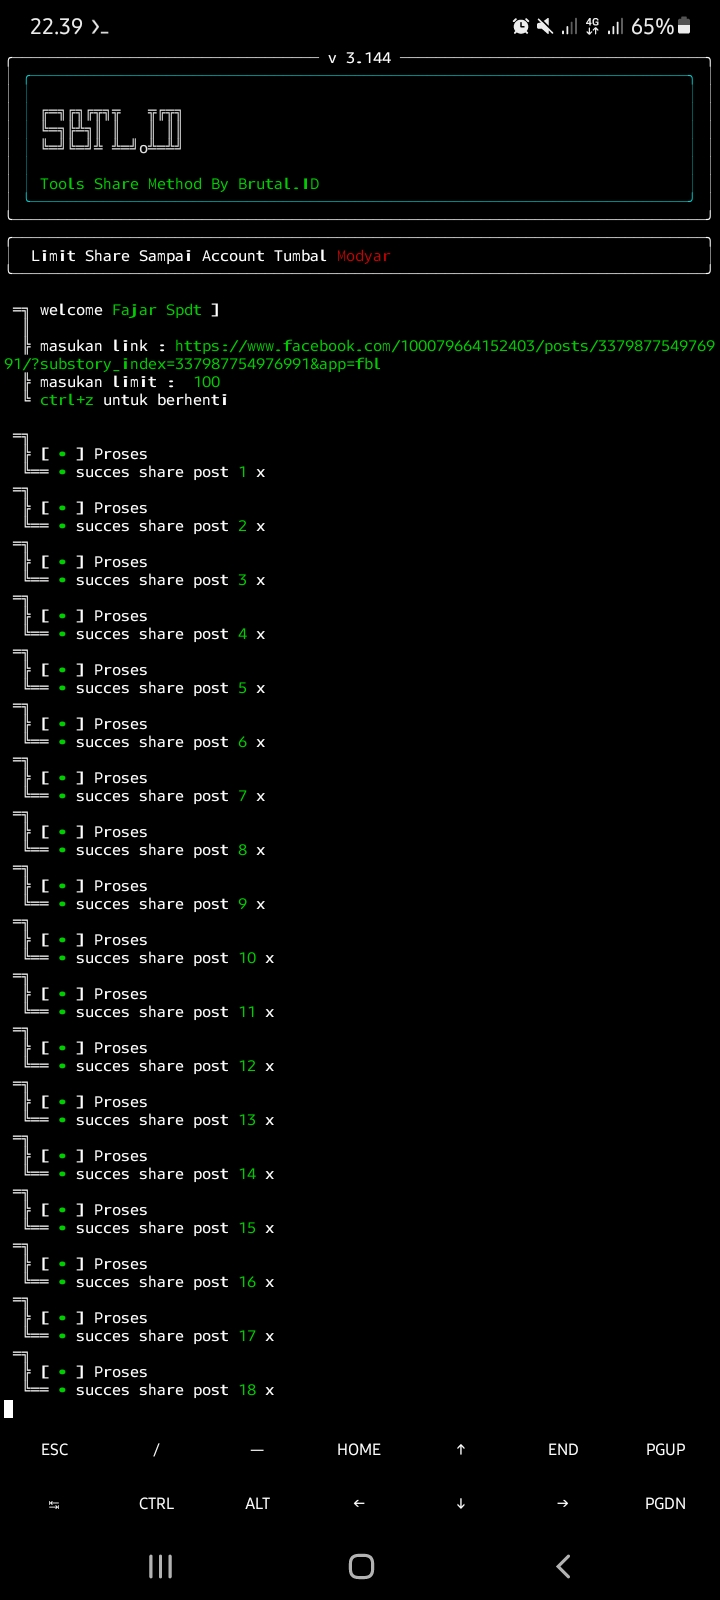 22.39
4G
65%
v 3.144
SBTL.ID
Tools Share Method By Brutal.ID
Limit Share Sampai Account Tumbal Modyar
welcome Fajar Spdt ]
masukan link : https://www.facebook.com/100079664152403/posts/3379877549769
91/?substory_index=337987754976991&app=fbl
masukan limit : 100
ctrl+z untuk berhenti
[ • ] Proses
• succes share post 1 x
[ • ] Proses
• succes share post 2 x
[ • ] Proses
• succes share post 3 x
[ • ] Proses
• succes share post 4 x
[ • ] Proses
• succes share post 5 x
[ • ] Proses
• succes share post 6 x
[ • ] Proses
• succes share post 7 x
[ • ] Proses
• succes share post 8 x
[ • ] Proses
• succes share post 9 x
[ • ] Proses
• succes share post 10 x
[ • ] Proses
• succes share post 11 x
[ • ] Proses
• succes share post 12 x
[ • ] Proses
• succes share post 13 x
[ • ] Proses
• succes share post 14 x
[ • ] Proses
• succes share post 15 x
[ • ] Proses
• succes share post 16 x
[ • ] Proses
• succes share post 17 x
[ • ] Proses
• succes share post 18 x
ESC / — HOME ↑ END PGUP
↹ CTRL ALT ← ↓ → PGDN